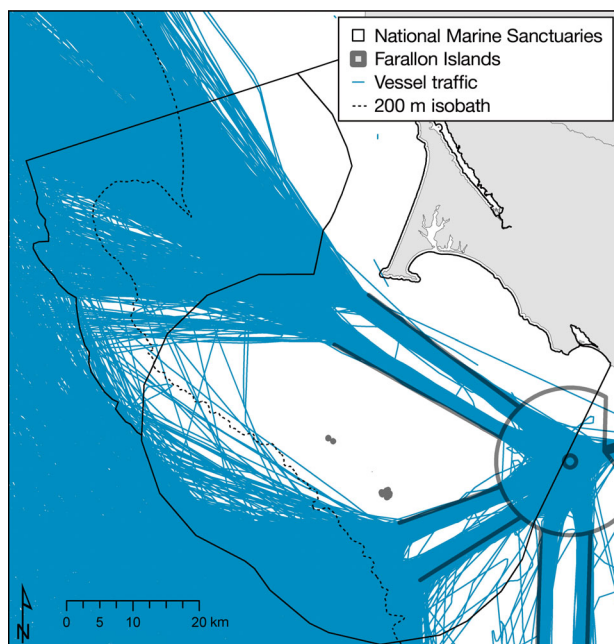 National Marine Sanctuaries
Farallon Islands
Vessel traffic
200 m isobath
N
0 5 10 20 km